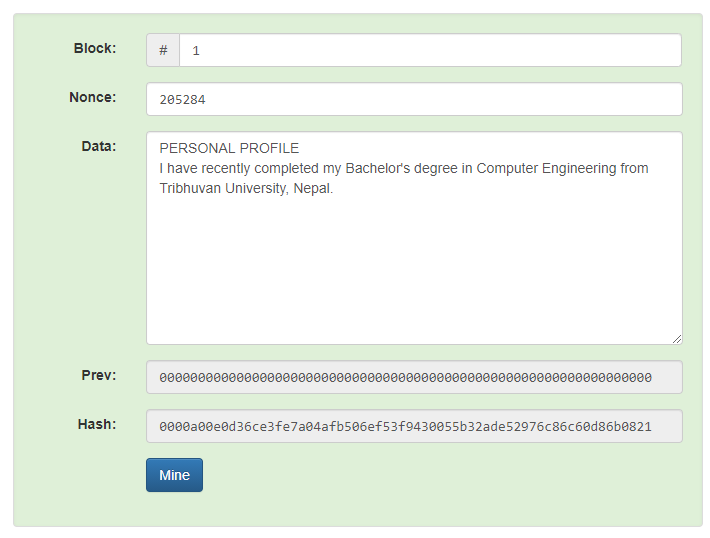 Block: # 1
Nonce: 205284
Data: PERSONAL PROFILE
I have recently completed my Bachelor's degree in Computer Engineering from
Tribhuvan University, Nepal.
Prev: 0000000000000000000000000000000000000000000000000000000000000000
Hash: 0000a00e0d36ce3fe7a04afb506ef53f9430055b32ade52976c86c60d86b0821
Mine